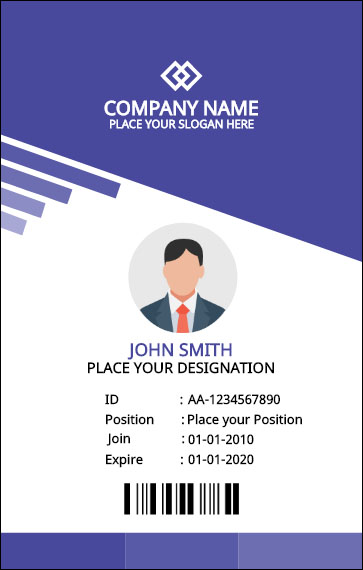 COMPANY NAME
PLACE YOUR SLOGAN HERE
JOHN SMITH
PLACE YOUR DESIGNATION
ID : AA-1234567890
Position : Place your Position
Join : 01-01-2010
Expire : 01-01-2020